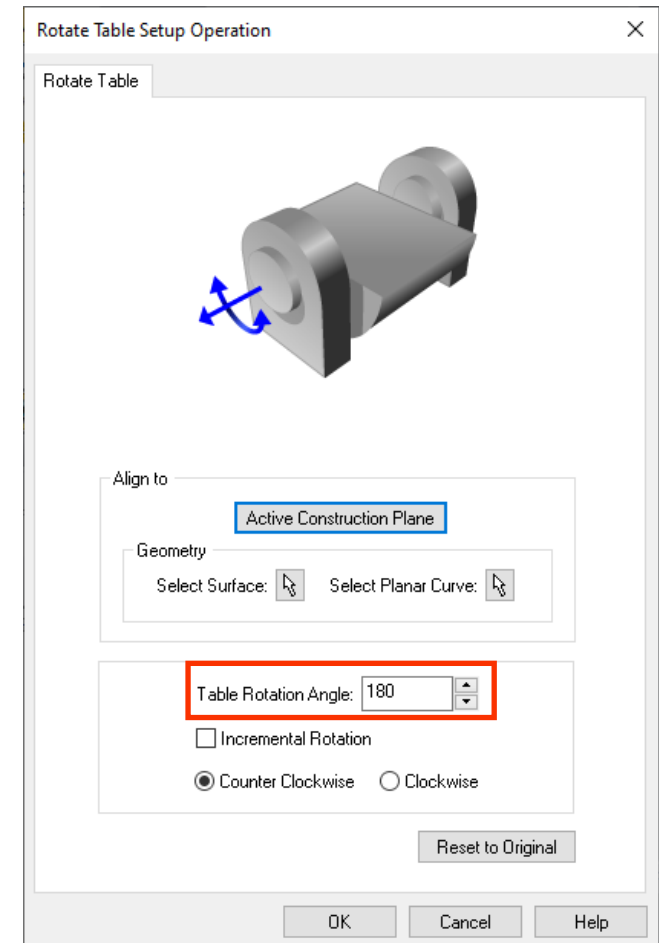 Rotate Table Setup Operation
Rotate Table
Align to
Active Construction Plane
Geometry
Select Surface: Select Planar Curve:
Table Rotation Angle: 180
Incremental Rotation
Counter Clockwise Clockwise
Reset to Original
OK Cancel Help